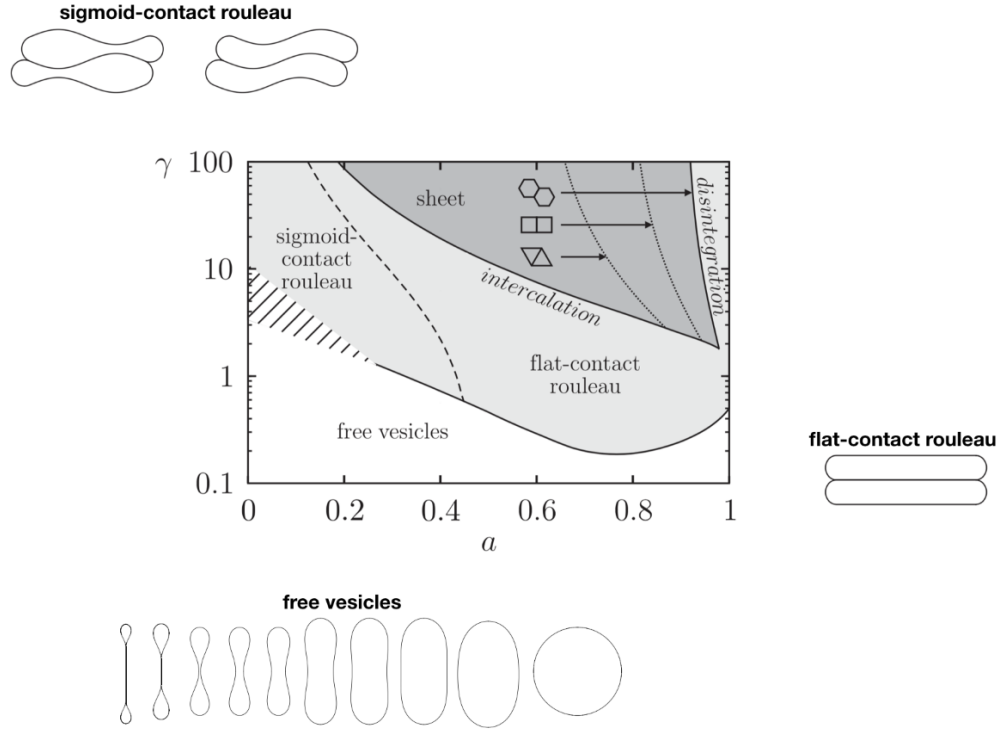 sigmoid-contact rouleau
γ 100
10
1
0.1
sheet
sigmoid-
contact
rouleau
intercalation
disintegration
flat-contact
rouleau
free vesicles
0 0.2 0.4 0.6 0.8 1
a
flat-contact rouleau
free vesicles